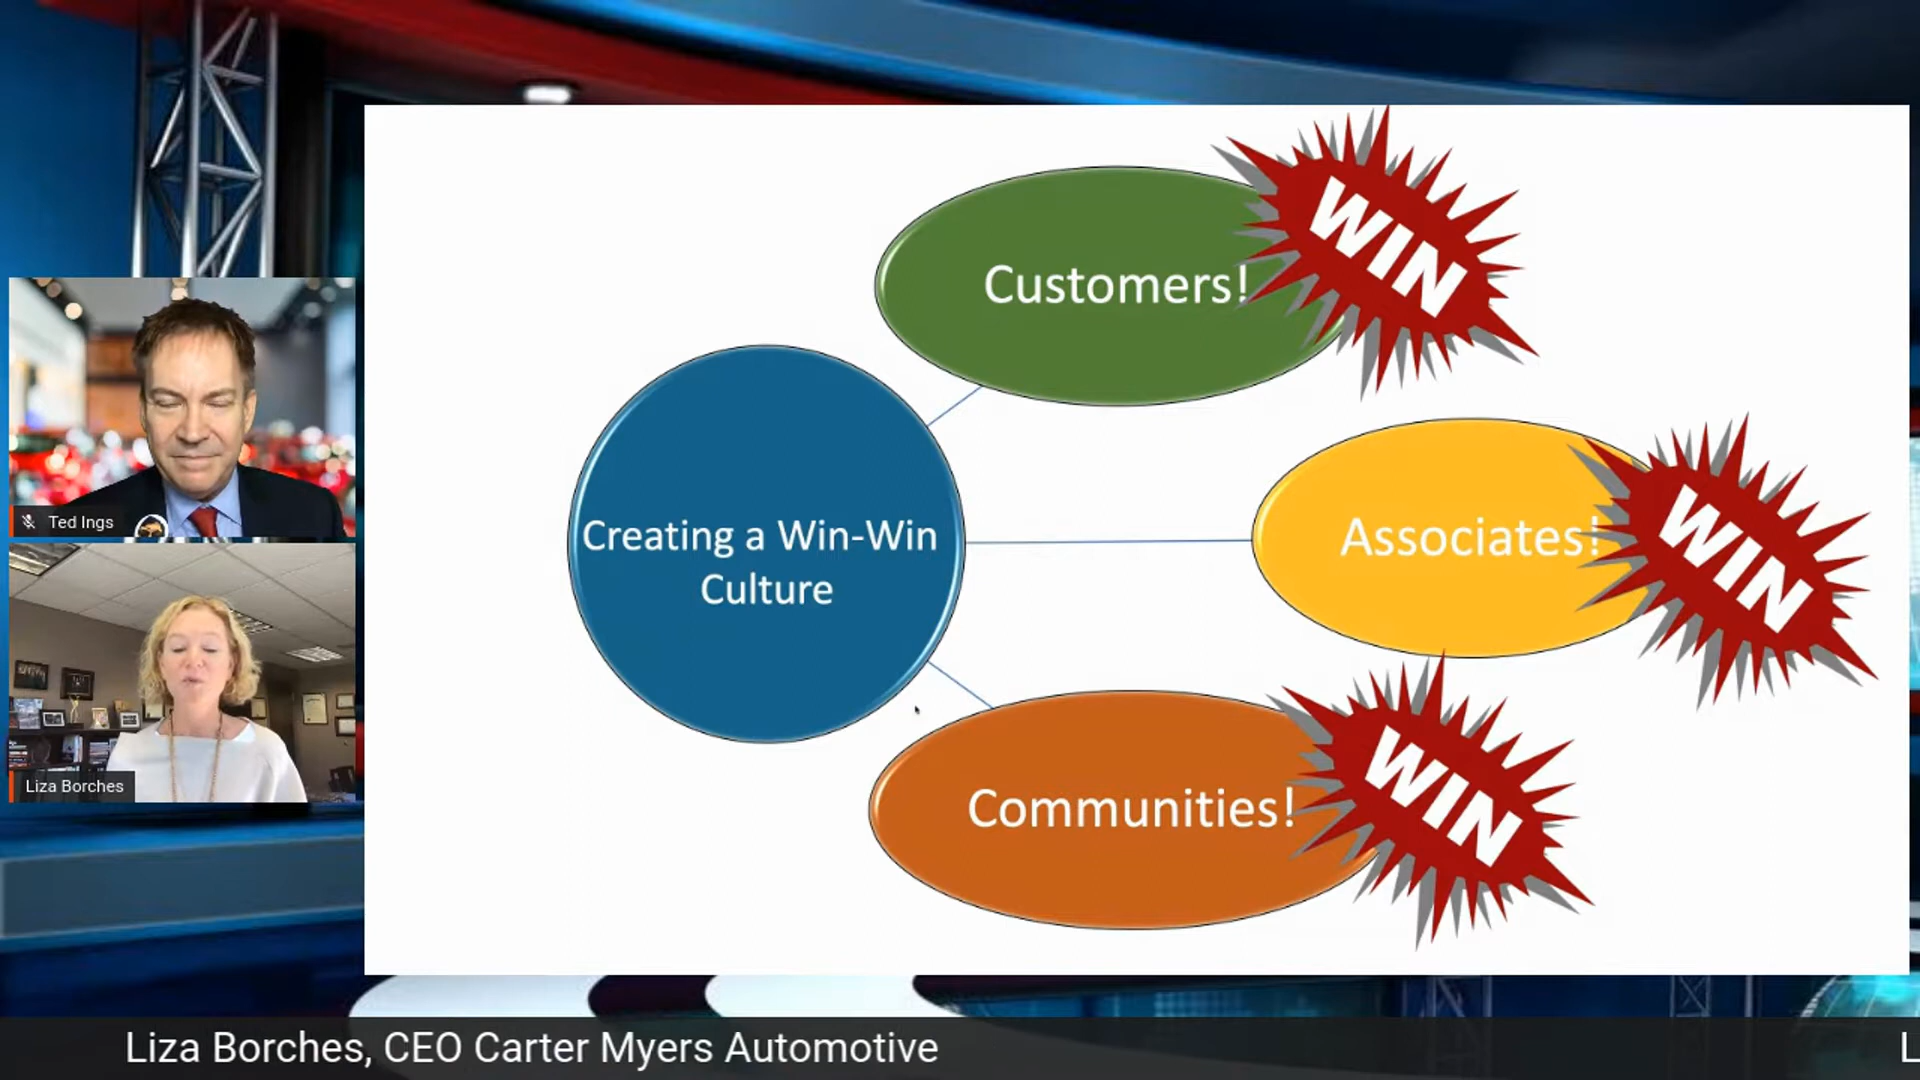 Customers!
WIN
Creating a Win-Win
Culture
Associates!
WIN
Communities!
WIN
Ted Ings
Liza Borches
Liza Borches, CEO Carter Myers Automotive
L